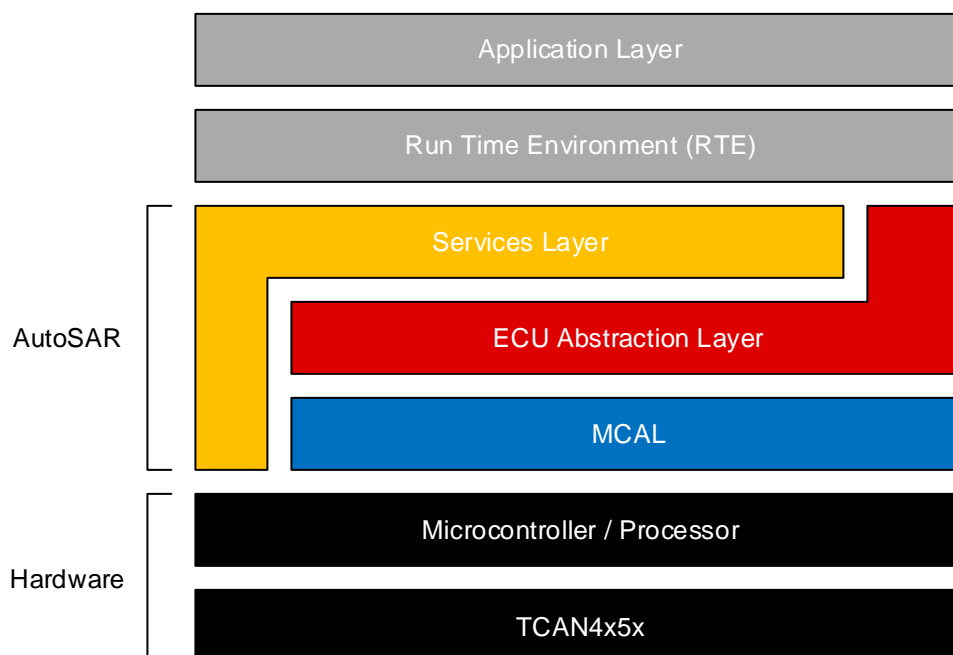 Application Layer
Run Time Environment (RTE)
Services Layer
AutoSAR
ECU Abstraction Layer
MCAL
Microcontroller / Processor
Hardware
TCAN4x5x